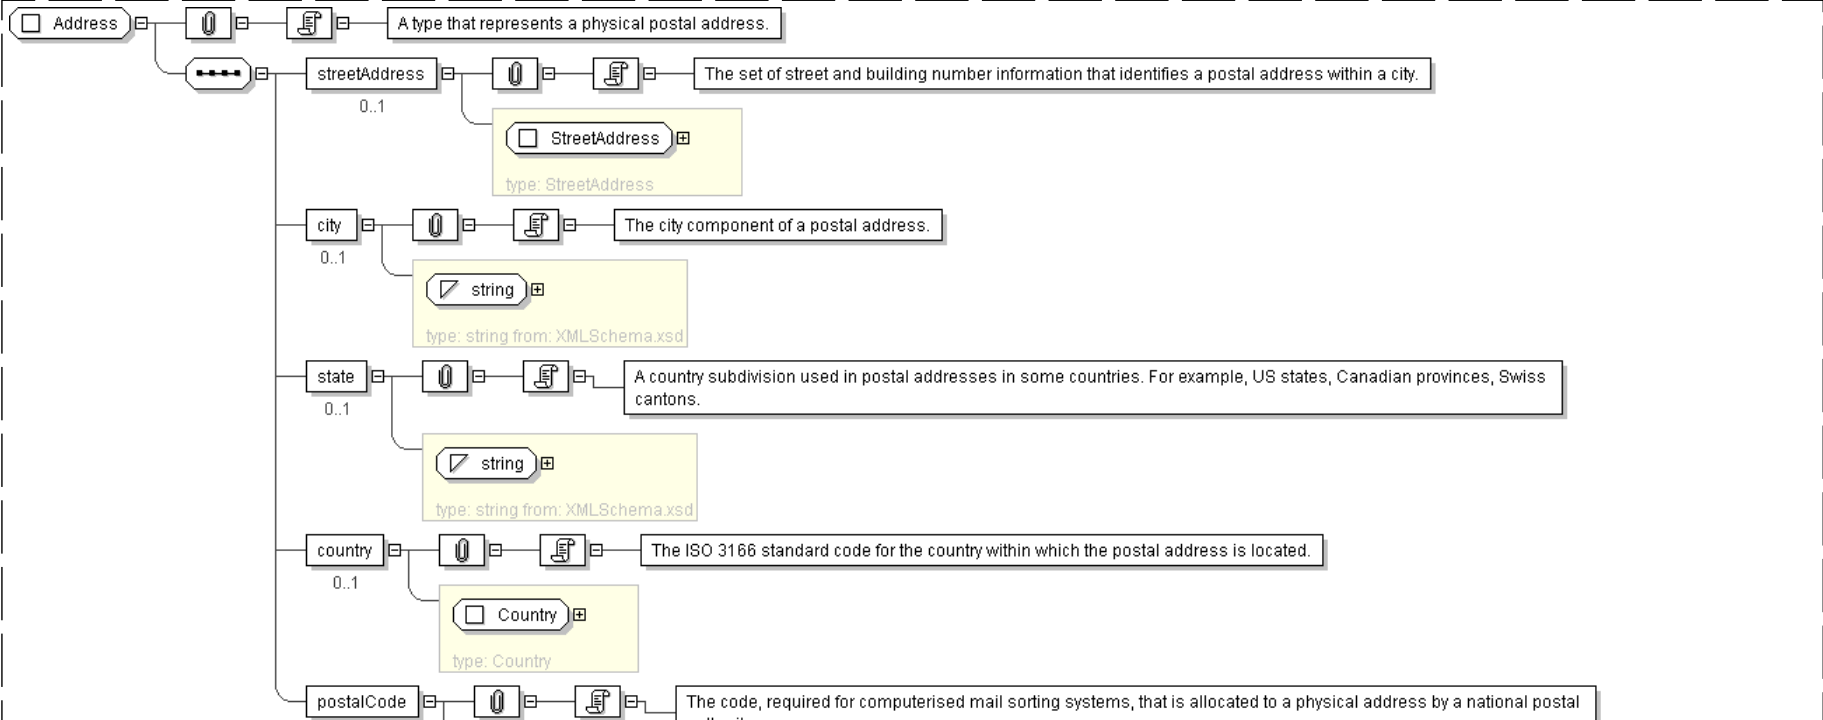 Address
A type that represents a physical postal address.
streetAddress
The set of street and building number information that identifies a postal address within a city.
0..1
StreetAddress
type: StreetAddress
city
The city component of a postal address.
0..1
string
type: string from: XMLSchema.xsd
state
A country subdivision used in postal addresses in some countries. For example, US states, Canadian provinces, Swiss
cantons.
0..1
string
type: string from: XMLSchema.xsd
country
The ISO 3166 standard code for the country within which the postal address is located.
0..1
Country
type: Country
postalCode
The code, required for computerised mail sorting systems, that is allocated to a physical address by a national postal